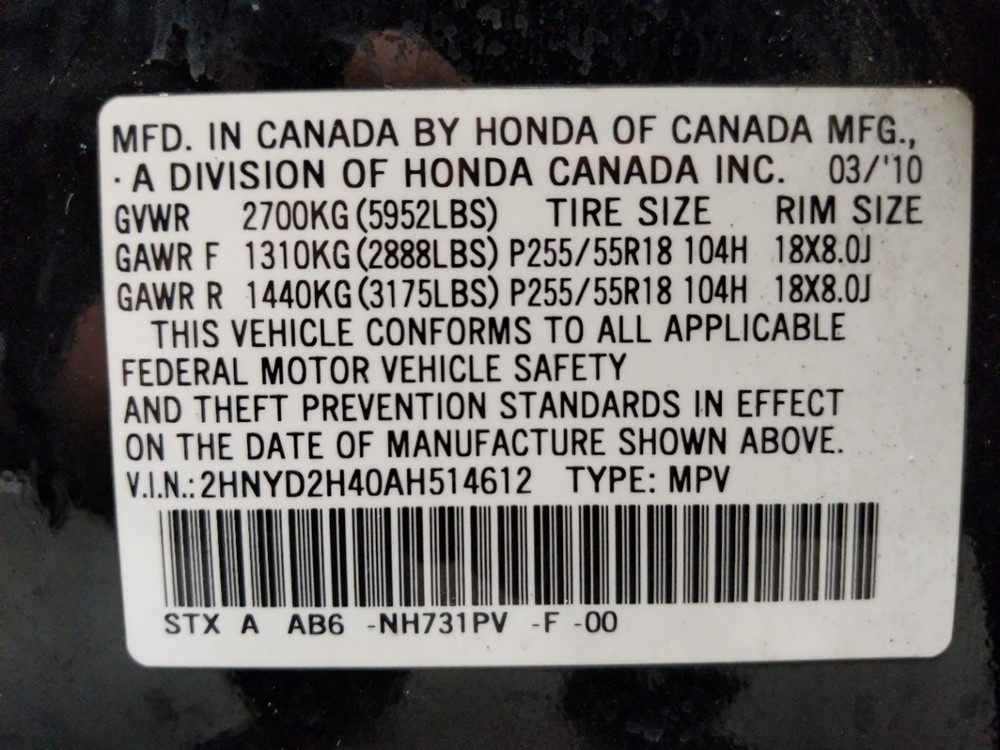 MFD. IN CANADA BY HONDA OF CANADA MFG.,
· A DIVISION OF HONDA CANADA INC. 03/'10
GVWR 2700KG (5952LBS) TIRE SIZE RIM SIZE
GAWR F 1310KG (2888LBS) P255/55R18 104H 18X8.0J
GAWR R 1440KG (3175LBS) P255/55R18 104H 18X8.0J
THIS VEHICLE CONFORMS TO ALL APPLICABLE
FEDERAL MOTOR VEHICLE SAFETY
AND THEFT PREVENTION STANDARDS IN EFFECT
ON THE DATE OF MANUFACTURE SHOWN ABOVE.
V.I.N.: 2HNYD2H40AH514612 TYPE: MPV
STX A AB6 -NH731PV -F -00